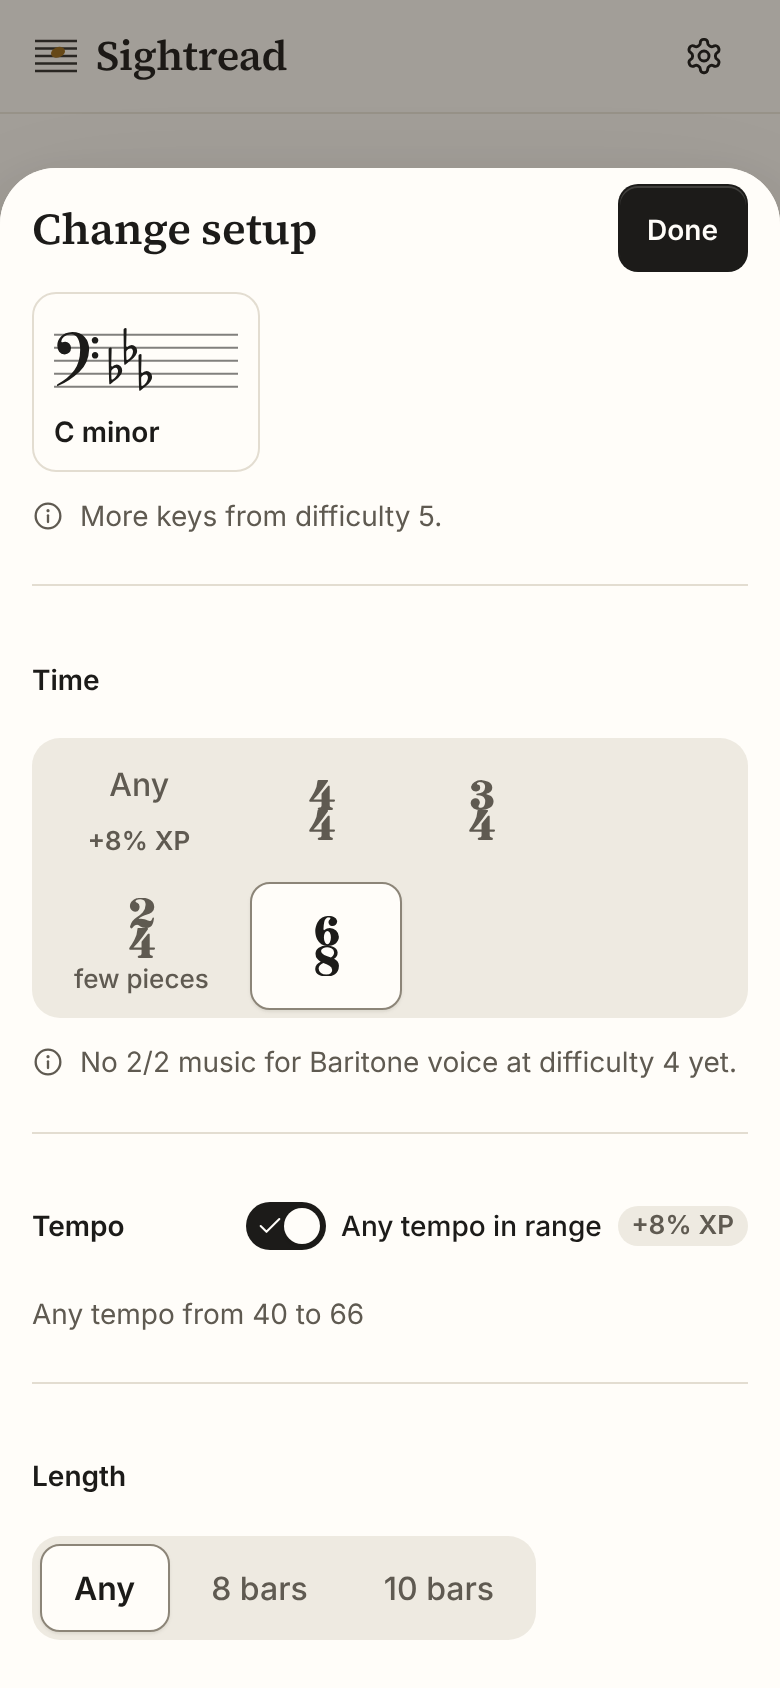 Sightread
Change setup
Done
C minor
More keys from difficulty 5.
Time
Any
+8% XP
4
4
3
4
2
4
few pieces
6
8
No 2/2 music for Baritone voice at difficulty 4 yet.
Tempo
Any tempo in range
+8% XP
Any tempo from 40 to 66
Length
Any
8 bars
10 bars